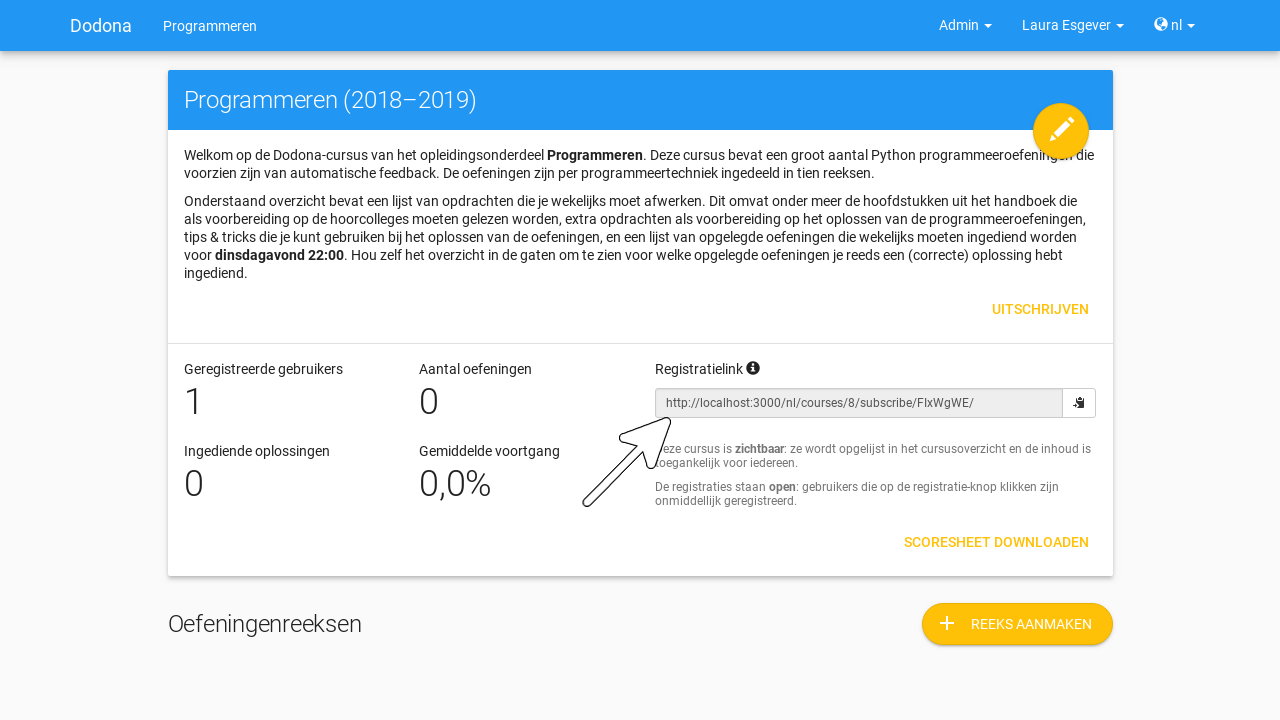 Dodona
Programmeren
Admin
Laura Esgever
nl
Programmeren (2018–2019)
Welkom op de Dodona-cursus van het opleidingsonderdeel Programmeren. Deze cursus bevat een groot aantal Python programmeeroefeningen die
voorzien zijn van automatische feedback. De oefeningen zijn per programmeertechniek ingedeeld in tien reeksen.
Onderstaand overzicht bevat een lijst van opdrachten die je wekelijks moet afwerken. Dit omvat onder meer de hoofdstukken uit het handboek die
als voorbereiding op de hoorcolleges moeten gelezen worden, extra opdrachten als voorbereiding op het oplossen van de programmeeroefeningen,
tips & tricks die je kunt gebruiken bij het oplossen van de oefeningen, en een lijst van opgelegde oefeningen die wekelijks moeten ingediend worden
voor dinsdagavond 22:00. Hou zelf het overzicht in de gaten om te zien voor welke opgelegde oefeningen je reeds een (correcte) oplossing hebt
ingediend.
UITSCHRIJVEN
Geregistreerde gebruikers
1
Aantal oefeningen
0
Registratielink
http://localhost:3000/nl/courses/8/subscribe/FIxWgWE/
Ingediende oplossingen
0
Gemiddelde voortgang
0,0%
Deze cursus is zichtbaar: ze wordt opgelijst in het cursusoverzicht en de inhoud is
toegankelijk voor iedereen.
De registraties staan open: gebruikers die op de registratie-knop klikken zijn
onmiddellijk geregistreerd.
SCORESHEET DOWNLOADEN
Oefeningenreeksen
REEKS AANMAKEN